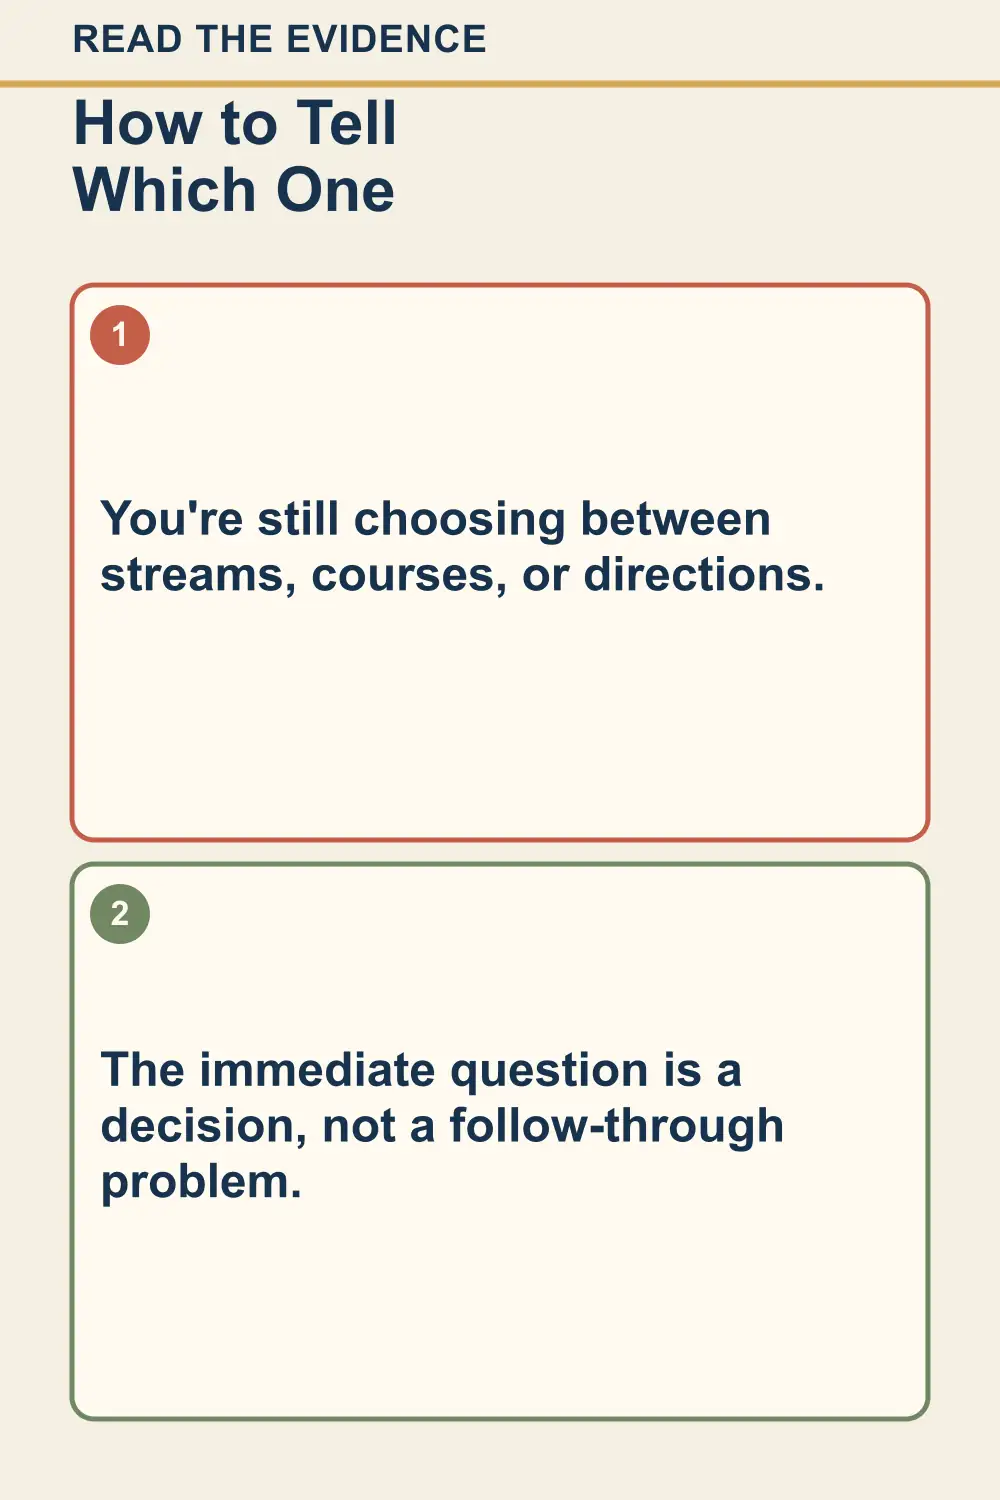 READ THE EVIDENCE
How to Tell
Which One
1
You're still choosing between
streams, courses, or directions.
2
The immediate question is a
decision, not a follow-through
problem.